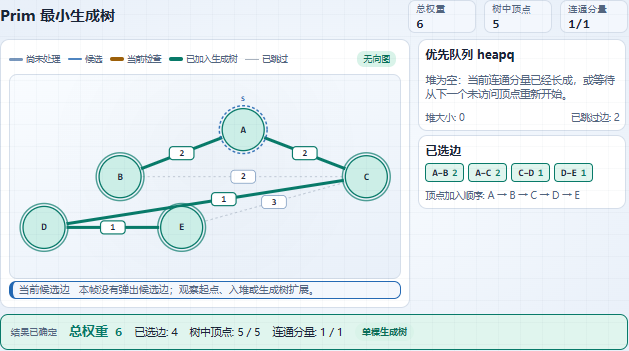 Prim 最小生成树
总权重
6
树中顶点
5
连通分量
1/1
尚未处理
候选
当前检查
已加入生成树
已跳过
无向图
S
A
2
2
B
2
C
1
3
D
1
E
当前候选边 本帧没有弹出候选边；观察起点、入堆或生成树扩展。
优先队列 heapq
堆为空：当前连通分量已经长成，或等待
从下一个未访问顶点重新开始。
堆大小: 0
已跳过边: 2
已选边
A–B 2
A–C 2
C–D 1
D–E 1
顶点加入顺序: A → B → C → D → E
结果已确定 总权重 6 已选边: 4 树中顶点: 5 / 5 连通分量: 1 / 1 单棵生成树